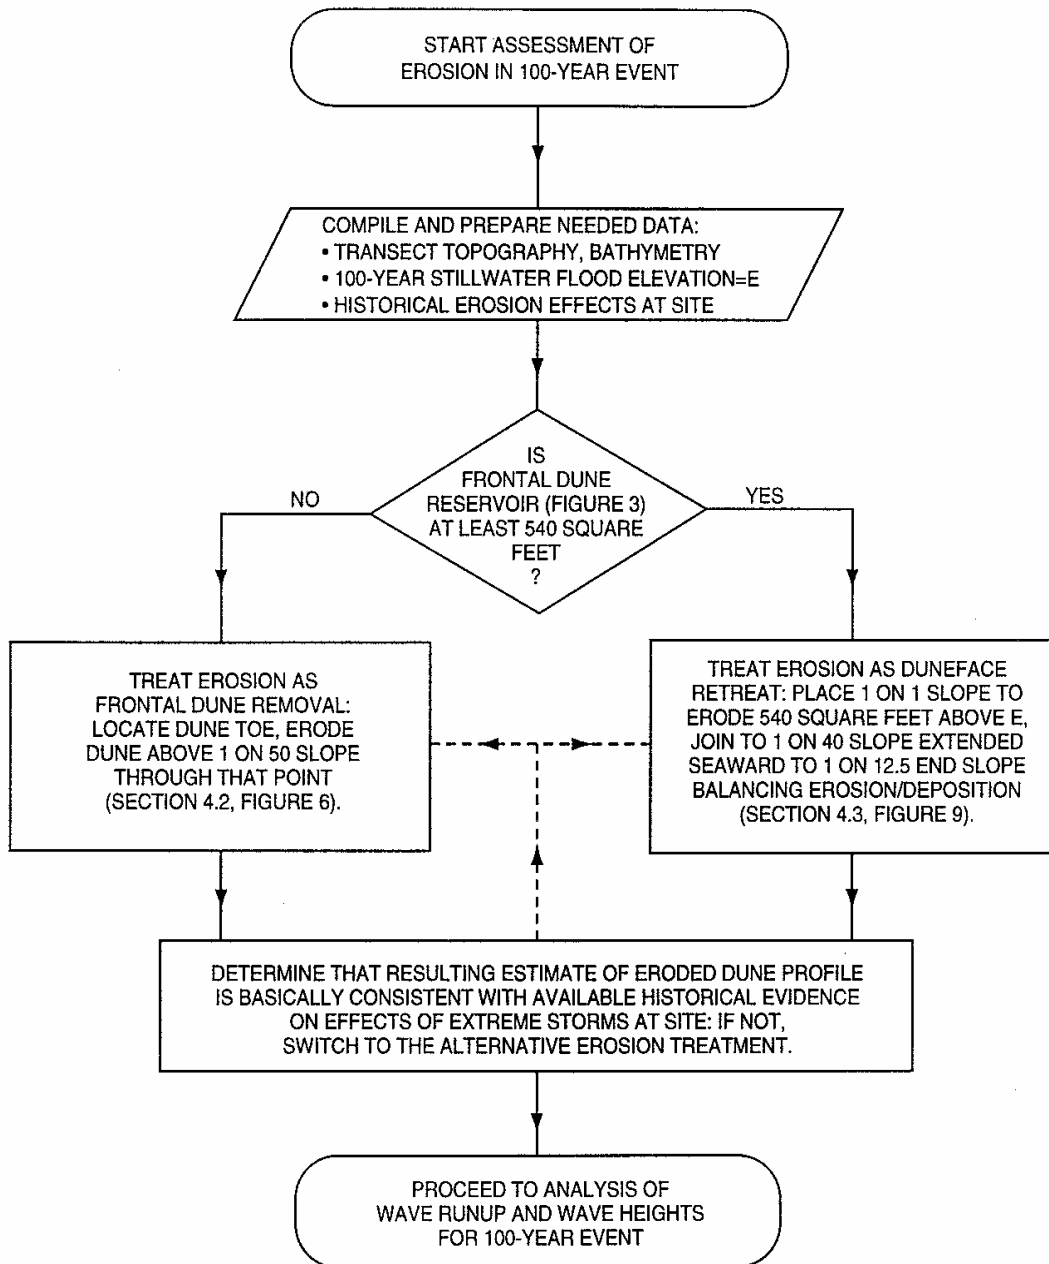 START ASSESSMENT OF
EROSION IN 100-YEAR EVENT
COMPILE AND PREPARE NEEDED DATA:
• TRANSECT TOPOGRAPHY, BATHYMETRY
• 100-YEAR STILLWATER FLOOD ELEVATION=E
• HISTORICAL EROSION EFFECTS AT SITE
IS
FRONTAL DUNE
RESERVOIR (FIGURE 3)
AT LEAST 540 SQUARE
FEET
?
NO
YES
TREAT EROSION AS
FRONTAL DUNE REMOVAL:
LOCATE DUNE TOE, ERODE
DUNE ABOVE 1 ON 50 SLOPE
THROUGH THAT POINT
(SECTION 4.2, FIGURE 6).
TREAT EROSION AS DUNEFACE
RETREAT: PLACE 1 ON 1 SLOPE TO
ERODE 540 SQUARE FEET ABOVE E,
JOIN TO 1 ON 40 SLOPE EXTENDED
SEAWARD TO 1 ON 12.5 END SLOPE
BALANCING EROSION/DEPOSITION
(SECTION 4.3, FIGURE 9).
DETERMINE THAT RESULTING ESTIMATE OF ERODED DUNE PROFILE
IS BASICALLY CONSISTENT WITH AVAILABLE HISTORICAL EVIDENCE
ON EFFECTS OF EXTREME STORMS AT SITE: IF NOT,
SWITCH TO THE ALTERNATIVE EROSION TREATMENT.
PROCEED TO ANALYSIS OF
WAVE RUNUP AND WAVE HEIGHTS
FOR 100-YEAR EVENT